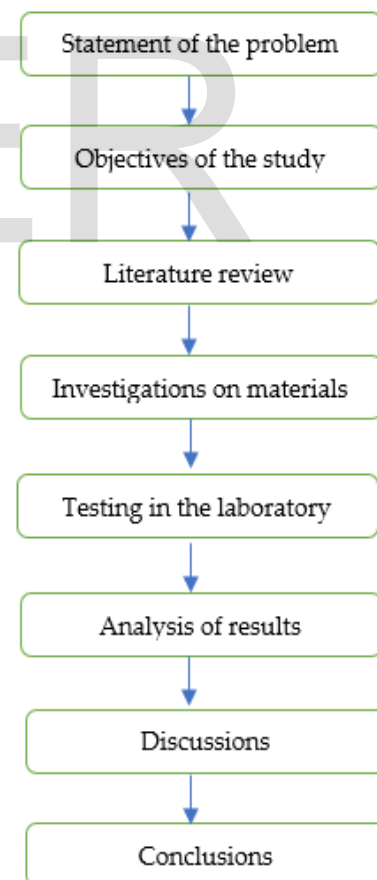 Statement of the problem
Objectives of the study
Literature review
Investigations on materials
Testing in the laboratory
Analysis of results
Discussions
Conclusions